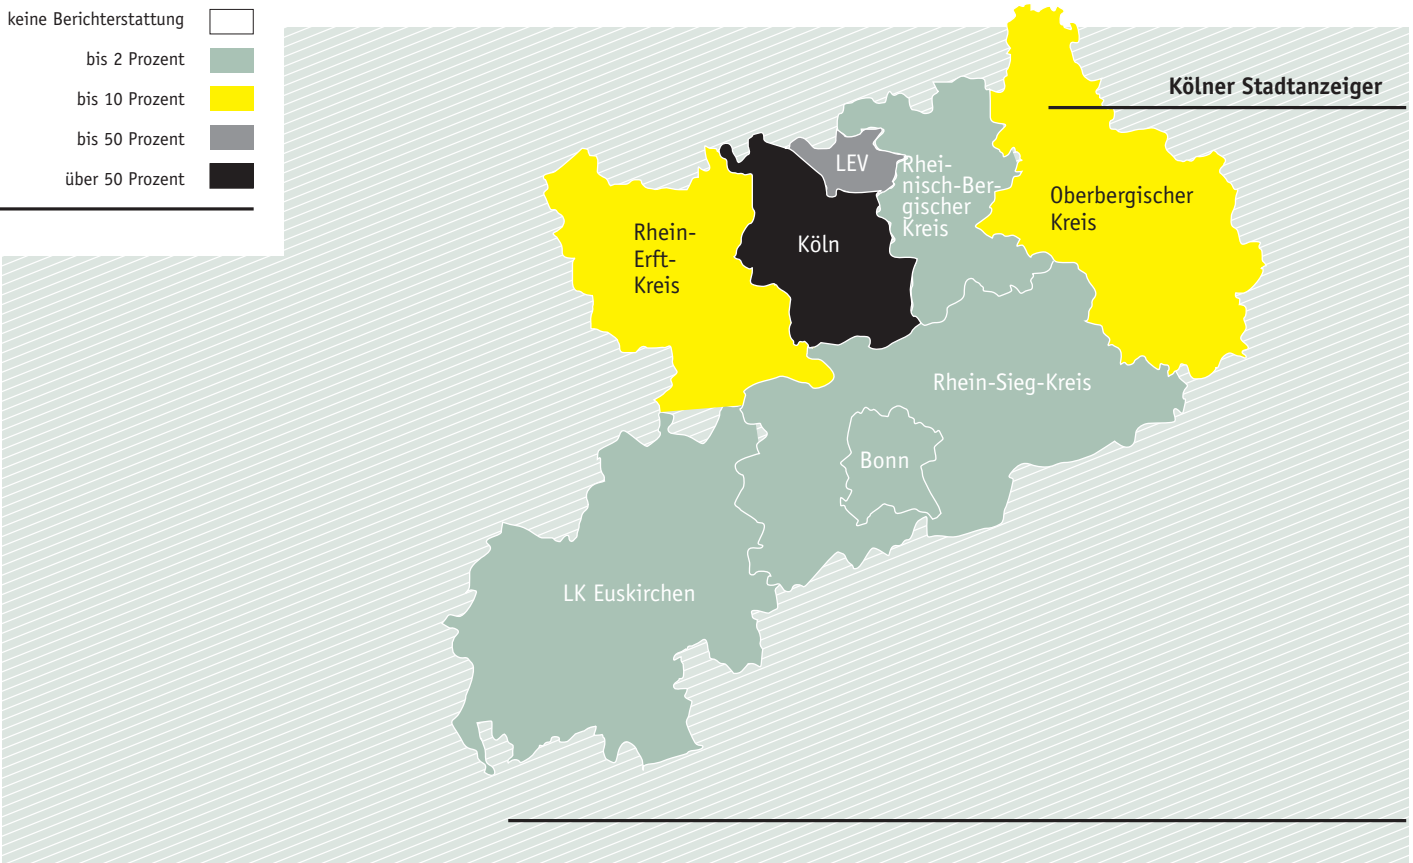 keine Berichterstattung
bis 2 Prozent
bis 10 Prozent
bis 50 Prozent
über 50 Prozent
Kölner Stadtanzeiger
LEV
Rhei-
nisch-Ber-
gischer
Kreis
Oberbergischer
Kreis
Rhein-
Erft-
Kreis
Köln
Rhein-Sieg-Kreis
Bonn
LK Euskirchen